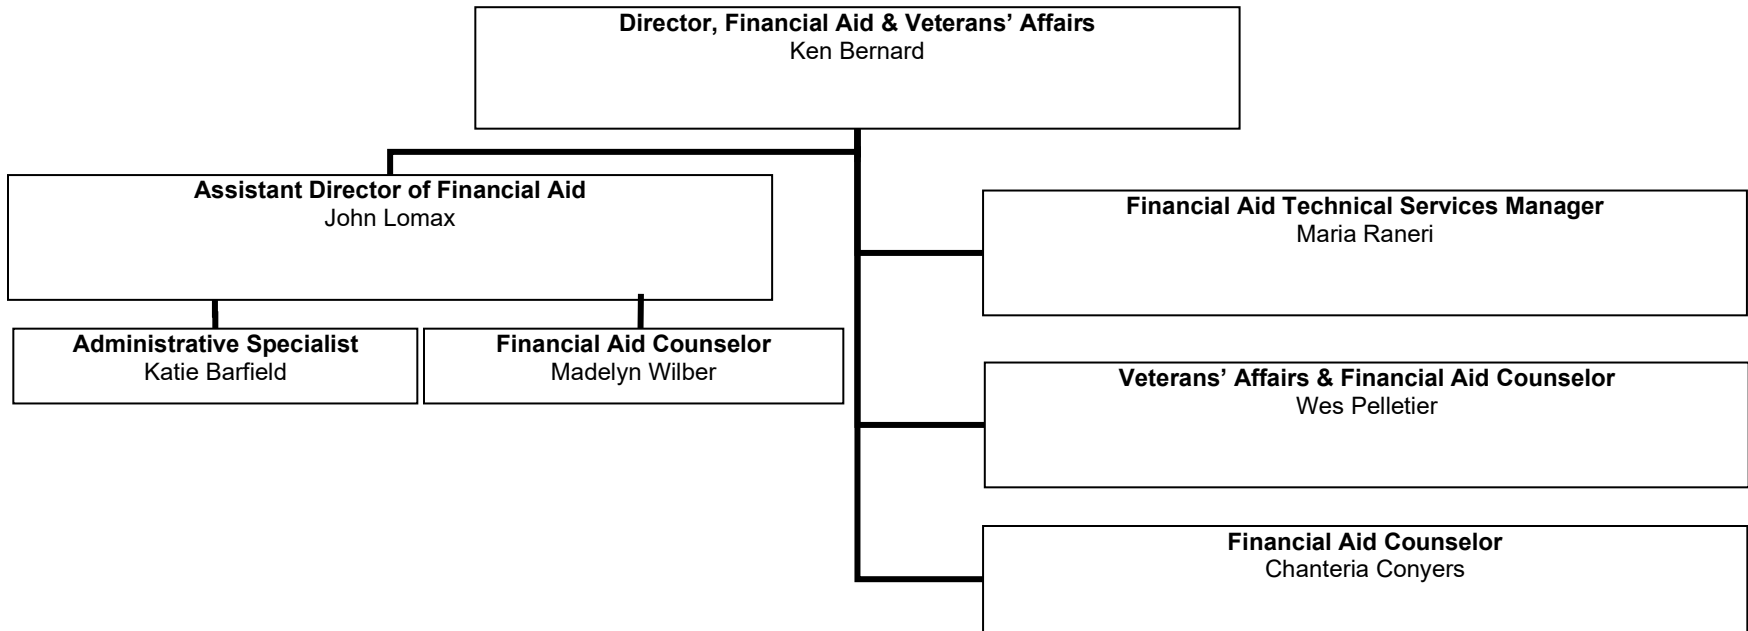 Director, Financial Aid & Veterans’ Affairs
Ken Bernard
Assistant Director of Financial Aid
John Lomax
Financial Aid Technical Services Manager
Maria Raneri
Administrative Specialist
Katie Barfield
Financial Aid Counselor
Madelyn Wilber
Veterans’ Affairs & Financial Aid Counselor
Wes Pelletier
Financial Aid Counselor
Chanteria Conyers